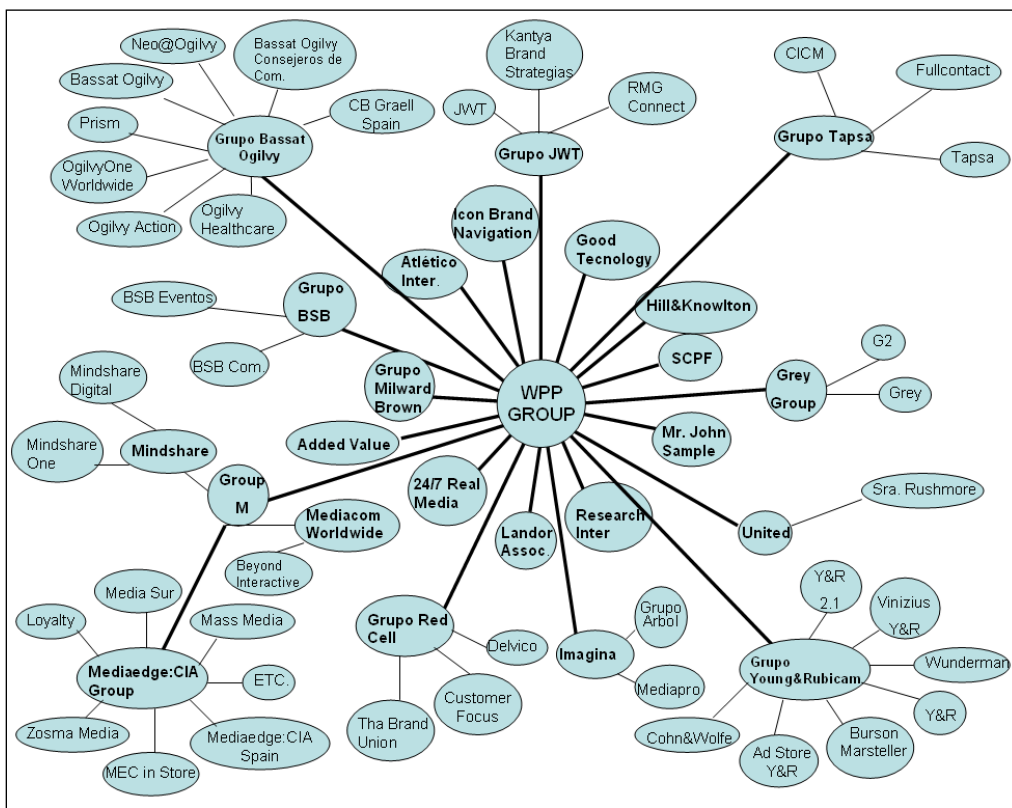 Neo@Ogilvy
Bassat Ogilvy
Consejeros de
Com.
Bassat Ogilvy
CB Graell
Spain
Prism
Grupo Bassat
Ogilvy
OgilvyOne
Worldwide
Ogilvy Action
Ogilvy
Healthcare
Kantya
Brand
Strategias
JWT
RMG
Connect
Grupo JWT
CICM
Fullcontact
Grupo Tapsa
Tapsa
Icon Brand
Navigation
Good
Tecnology
Atlético
Inter.
Grupo
BSB
BSB Eventos
BSB Com.
Hill&Knowlton
SCPF
G2
Grey
Group
Grey
Grupo
Milward
Brown
WPP
GROUP
Mindshare
Digital
Mindshare
One
Mindshare
Added Value
Mr. John
Sample
Group
M
24/7 Real
Media
Landor
Assoc.
Research
Inter
United
Sra. Rushmore
Mediacom
Worldwide
Beyond
Interactive
Media Sur
Loyalty
Mass Media
Mediaedge:CIA
Group
ETC.
Zosma Media
Mediaedge:CIA
Spain
MEC in Store
Grupo Red
Cell
Delvico
Tha Brand
Union
Customer
Focus
Grupo
Arbol
Imagina
Mediapro
Y&R
2.1
Vinizius
Y&R
Grupo
Young&Rubicam
Wunderman
Y&R
Cohn&Wolfe
Ad Store
Y&R
Burson
Marsteller